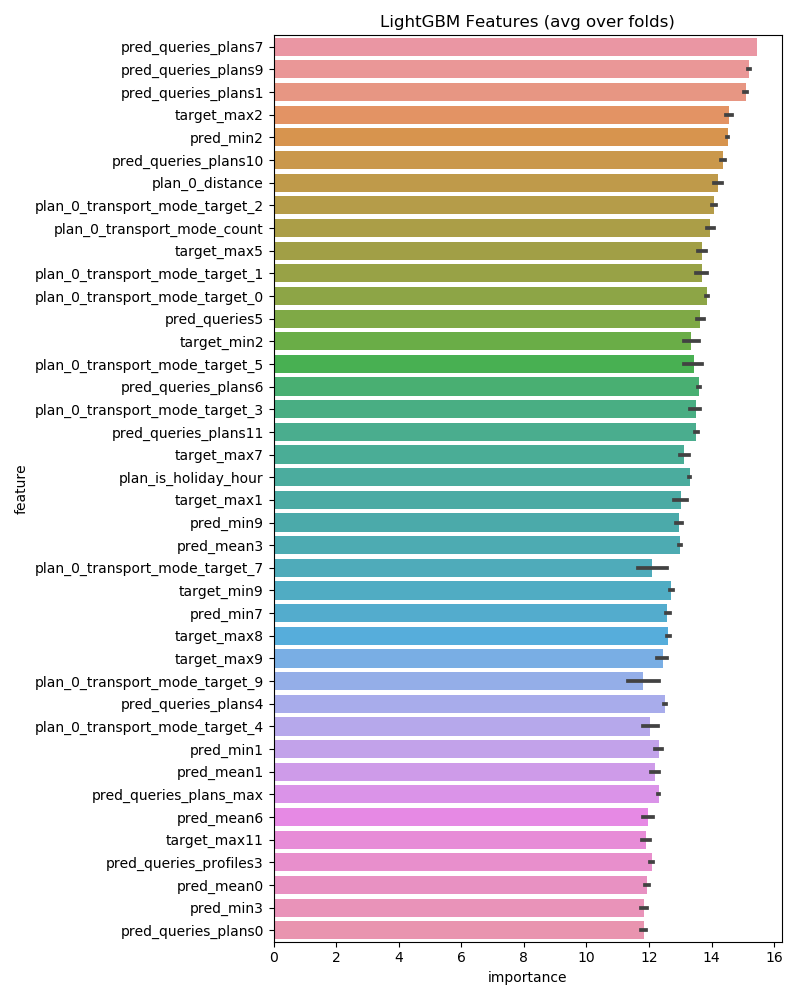 LightGBM Features (avg over folds)
pred_queries_plans7
pred_queries_plans9
pred_queries_plans1
target_max2
pred_min2
pred_queries_plans10
plan_0_distance
plan_0_transport_mode_target_2
plan_0_transport_mode_count
target_max5
plan_0_transport_mode_target_1
plan_0_transport_mode_target_0
pred_queries5
target_min2
plan_0_transport_mode_target_5
pred_queries_plans6
plan_0_transport_mode_target_3
pred_queries_plans11
target_max7
plan_is_holiday_hour
target_max1
pred_min9
pred_mean3
plan_0_transport_mode_target_7
target_min9
pred_min7
target_max8
target_max9
plan_0_transport_mode_target_9
pred_queries_plans4
plan_0_transport_mode_target_4
pred_min1
pred_mean1
pred_queries_plans_max
pred_mean6
target_max11
pred_queries_profiles3
pred_mean0
pred_min3
pred_queries_plans0
feature
0 2 4 6 8 10 12 14 16
importance